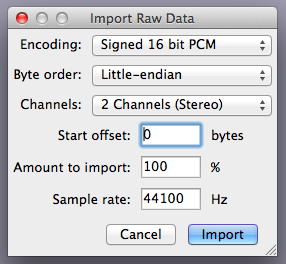 Import Raw Data
Encoding: Signed 16 bit PCM
Byte order: Little-endian
Channels: 2 Channels (Stereo)
Start offset: 0 bytes
Amount to import: 100 %
Sample rate: 44100 Hz
Cancel Import